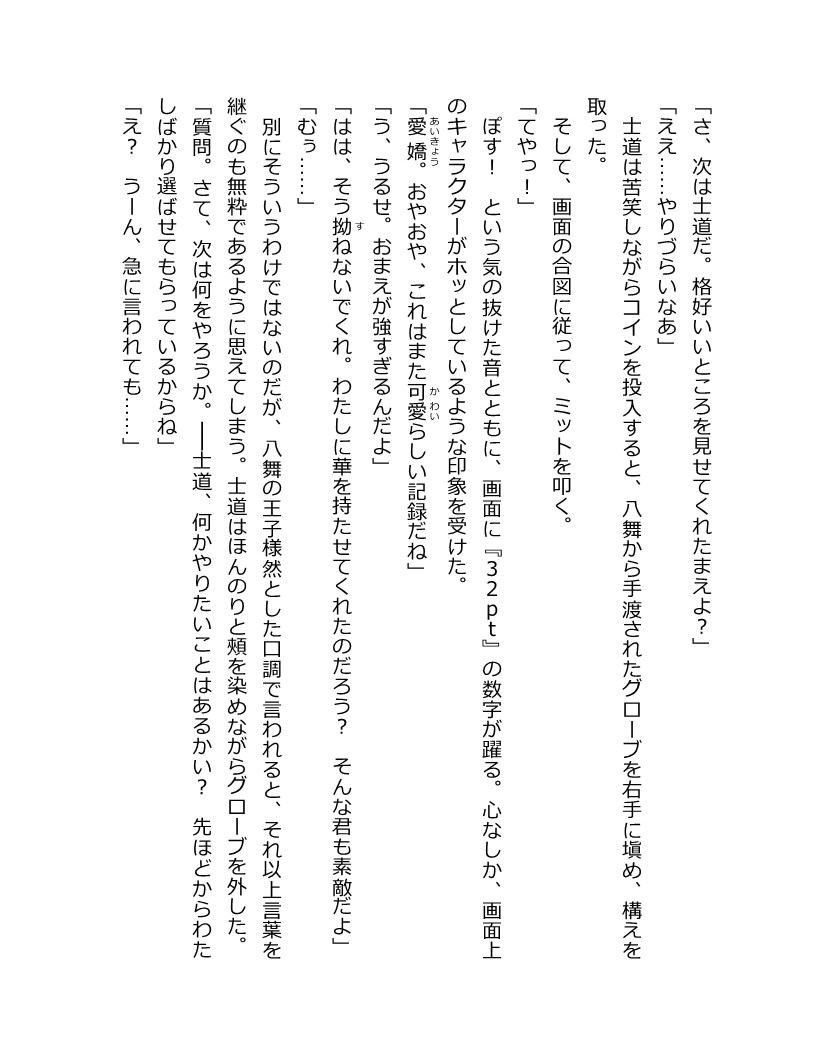 「さ、次は士道だ。格好いいところを見せてくれたまえよ？」
「ええ……やりづらいなあ」
　士道は苦笑しながらコインを投入すると、八舞から手渡されたグローブを右手に塡め、構えを
取った。
　そして、画面の合図に従って、ミットを叩く。
「てやっ！」
　ぽす！　という気の抜けた音とともに、画面に『３２ｐｔ』の数字が躍る。心なしか、画面上
のキャラクターがホッとしているような印象を受けた。
「愛嬌。おやおや、これはまた可愛らしい記録だね」
「う、うるせ。おまえが強すぎるんだよ」
「はは、そう拗ねないでくれ。わたしに華を持たせてくれたのだろう？　そんな君も素敵だよ」
「むぅ……」
　別にそういうわけではないのだが、八舞の王子様然とした口調で言われると、それ以上言葉を
継ぐのも無粋であるように思えてしまう。士道はほんのりと頰を染めながらグローブを外した。
「質問。さて、次は何をやろうか。――士道、何かやりたいことはあるかい？　先ほどからわた
しばかり選ばせてもらっているからね」
「え？　うーん、急に言われても……」